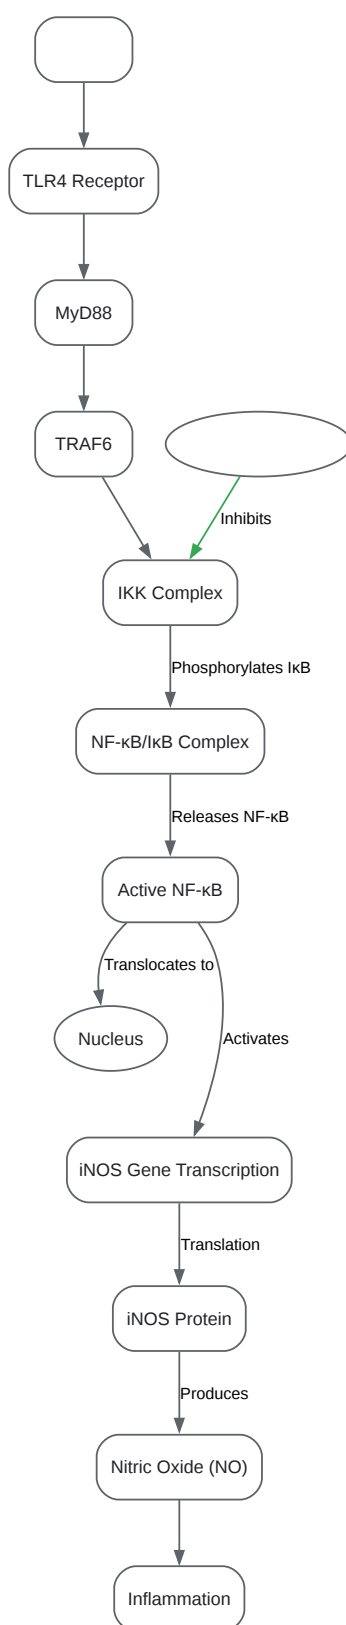 TLR4 Receptor
MyD88
TRAF6
Inhibits
IKK Complex
Phosphorylates IκB
NF-κB/IκB Complex
Releases NF-κB
Active NF-κB
Translocates to
Nucleus
Activates
iNOS Gene Transcription
Translation
iNOS Protein
Produces
Nitric Oxide (NO)
Inflammation